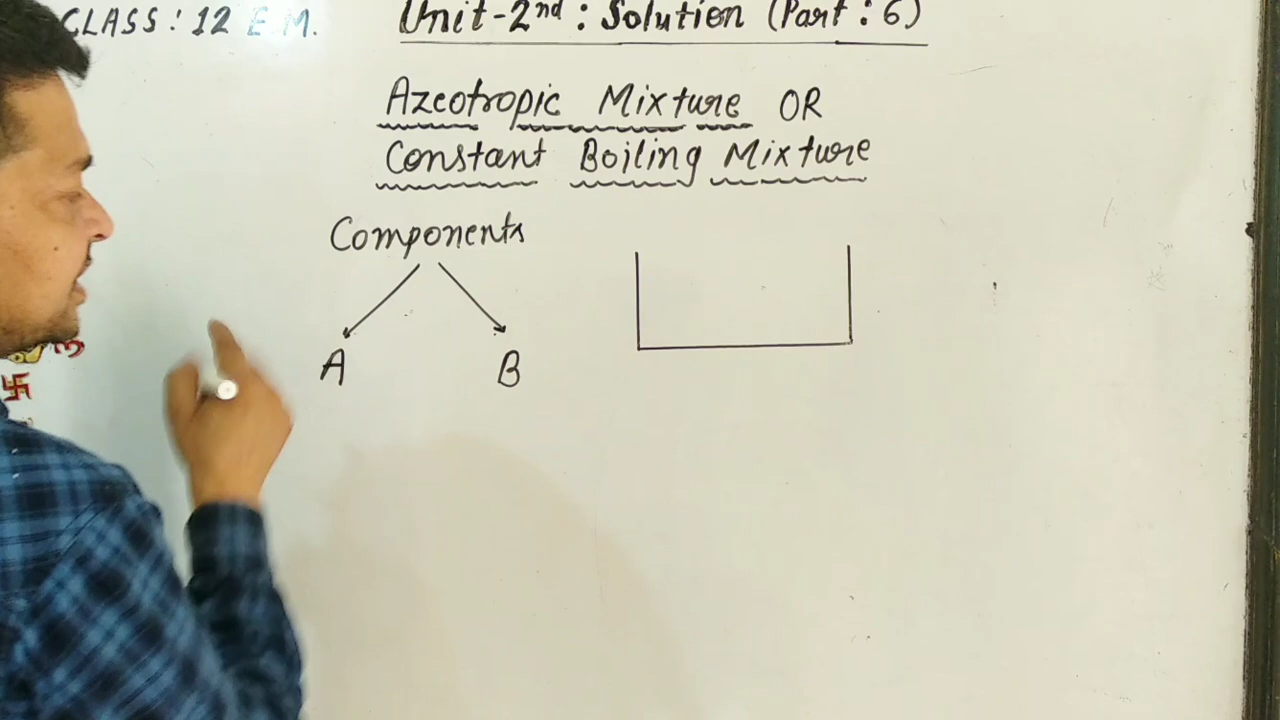 CLASS : 12 E.M.
Unit-2nd : Solution (Part : 6)
Azeotropic Mixture OR
Constant Boiling Mixture
Components
A B